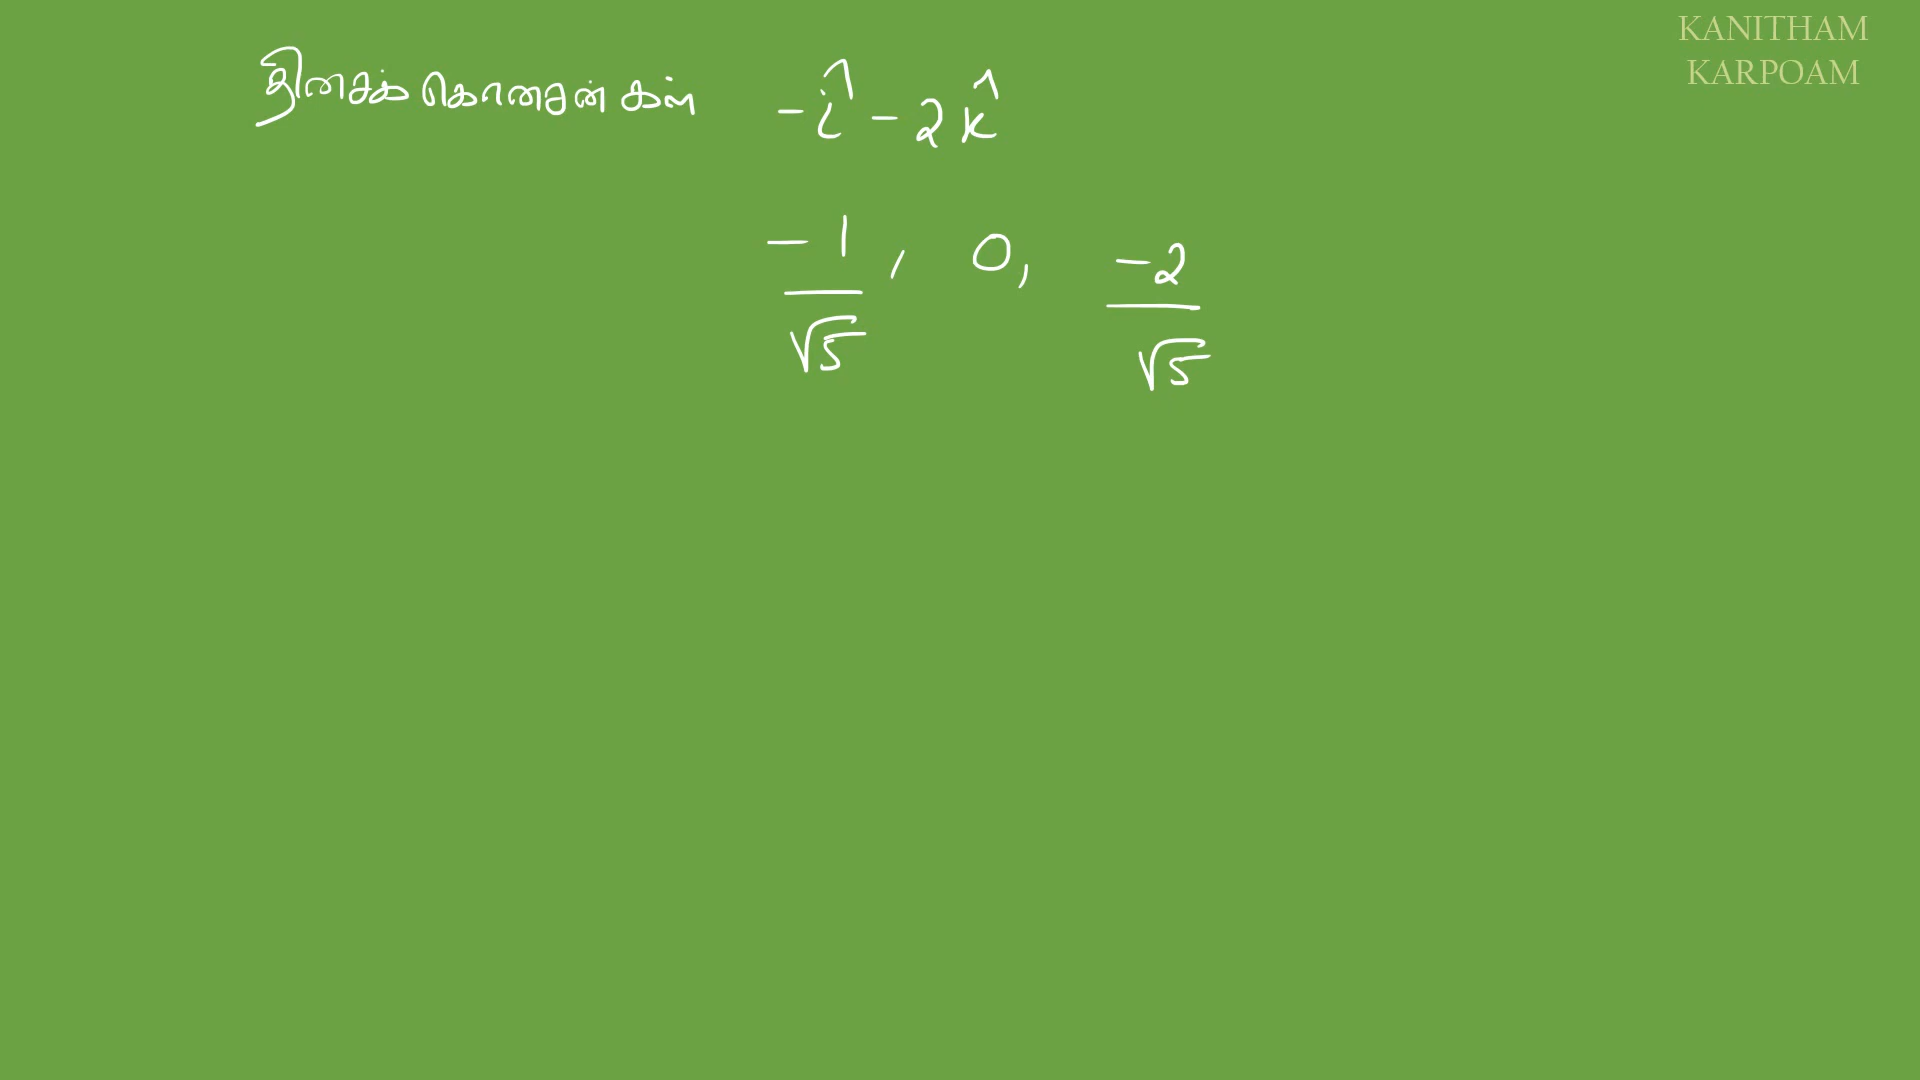 KANITHAM
KARPOAM
திசைக் கொசைன் கள் -î - 2k̂
-1/√5 , 0, -2/√5